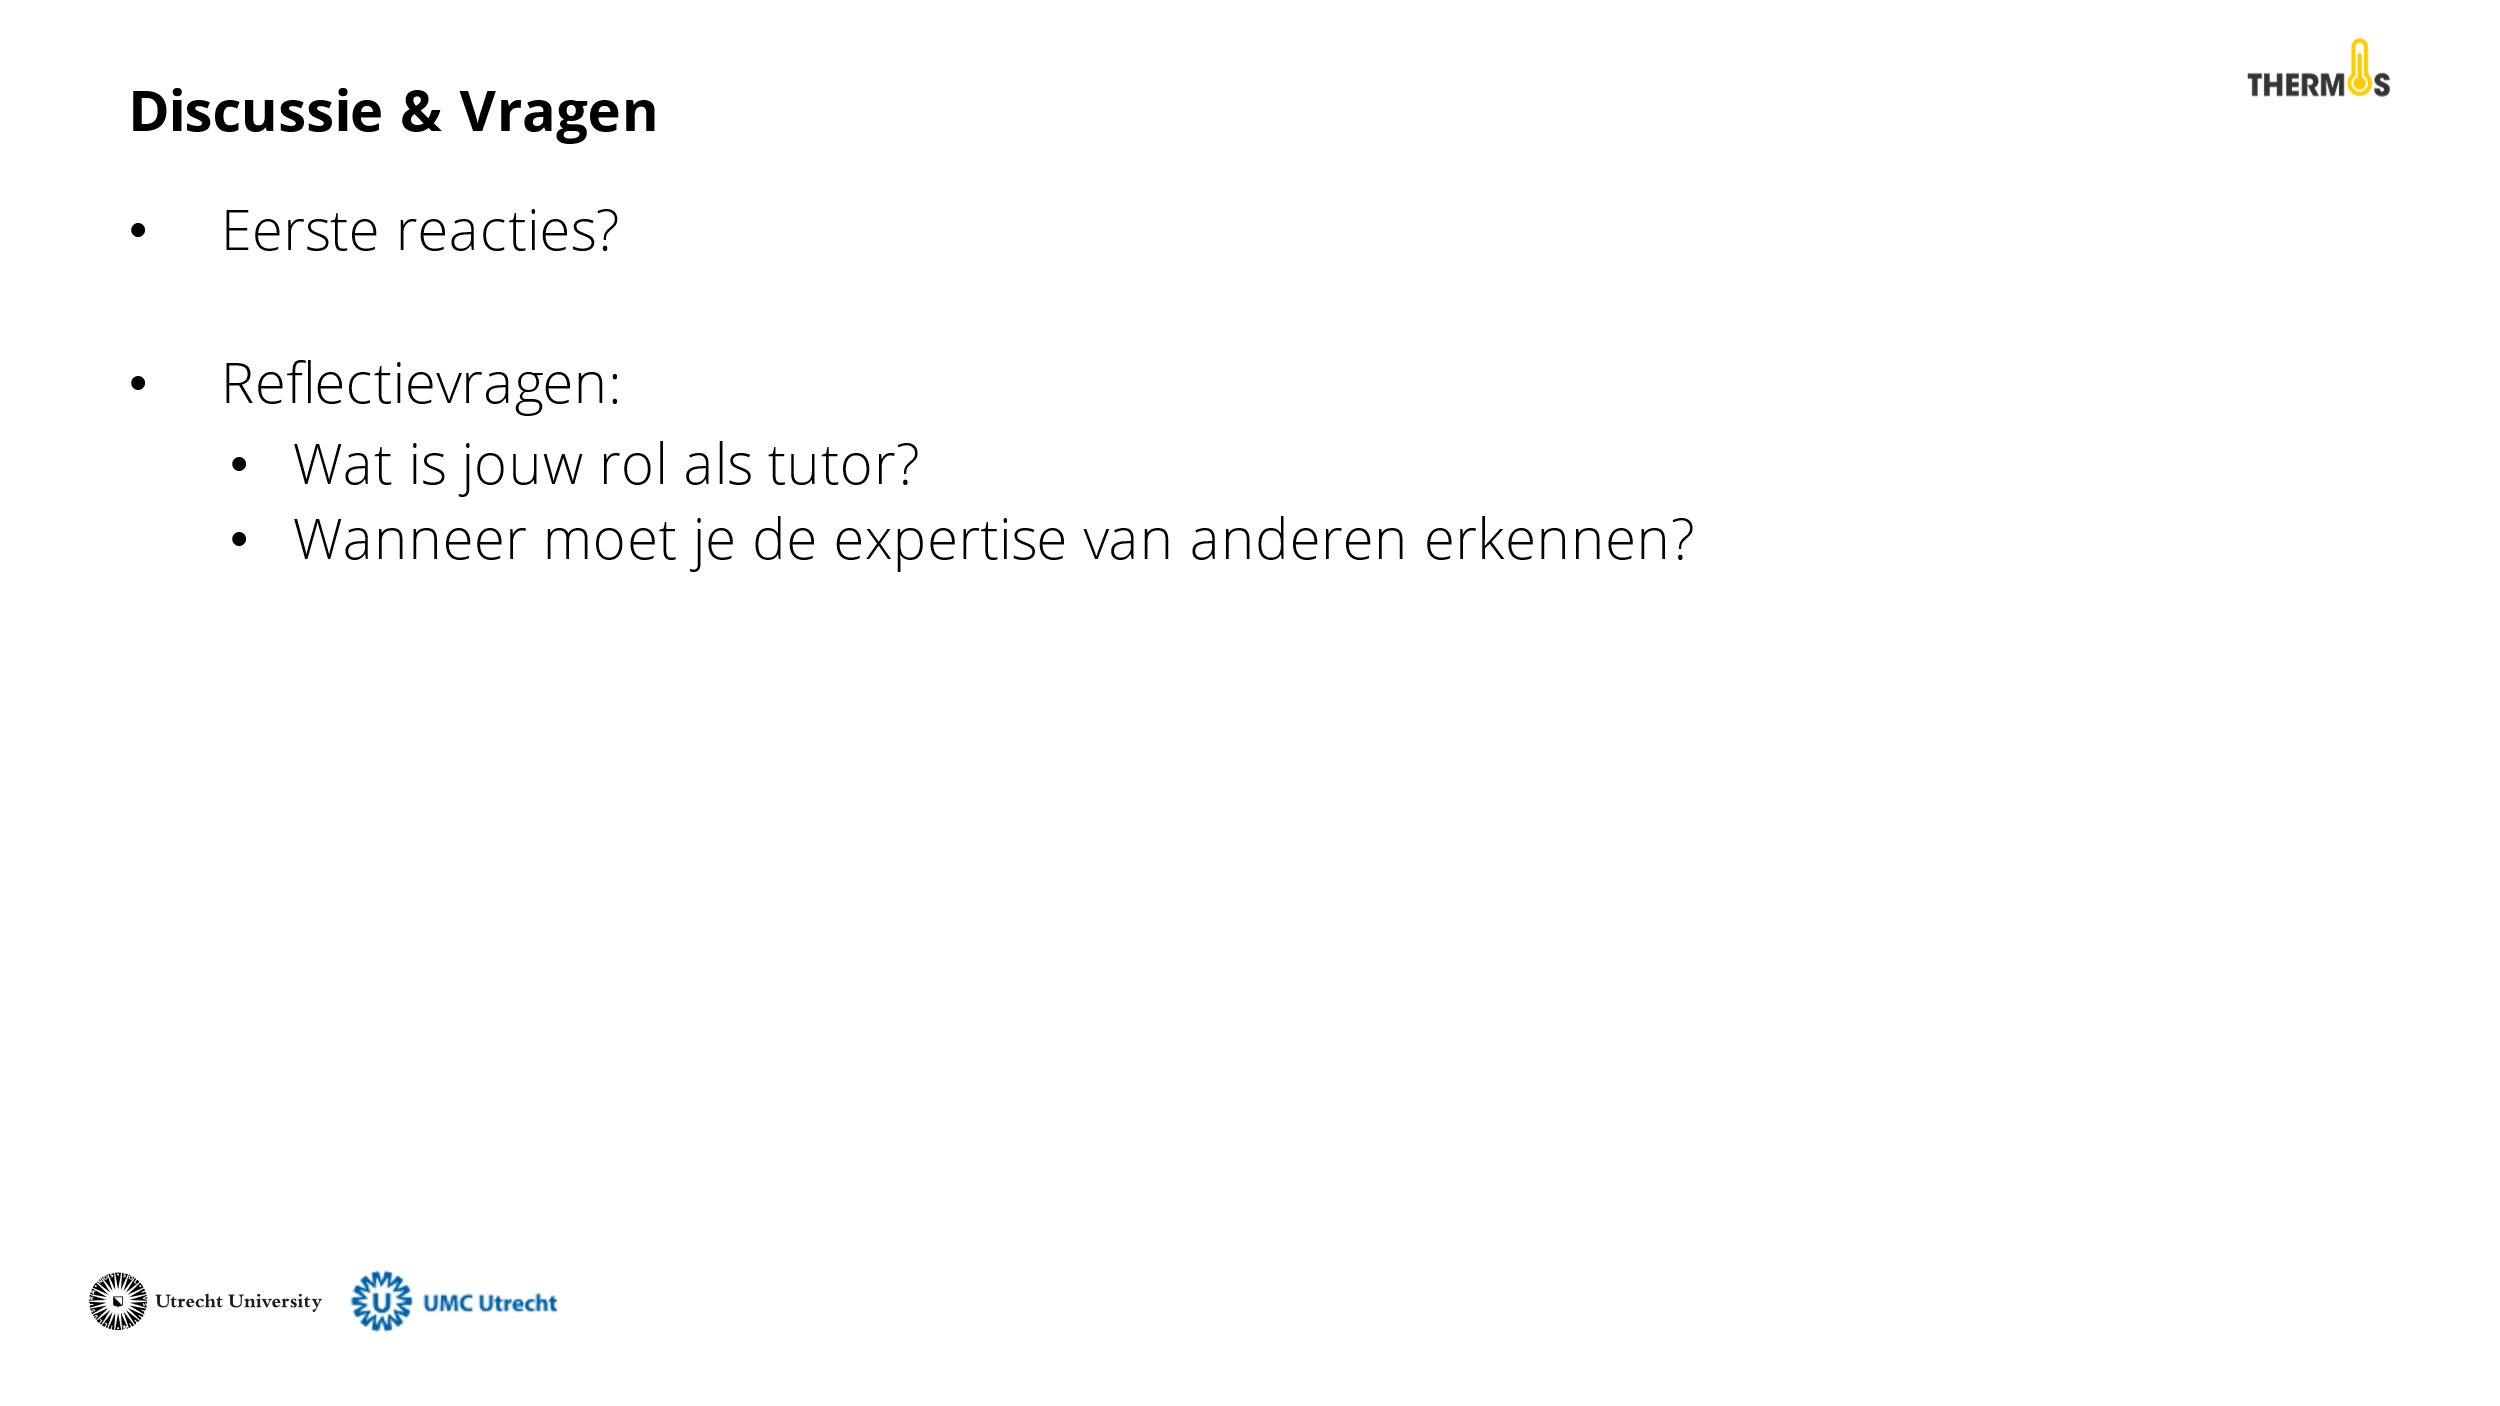 THERMOS
Discussie & Vragen
• Eerste reacties?
• Reflectievragen:
• Wat is jouw rol als tutor?
• Wanneer moet je de expertise van anderen erkennen?
Utrecht University
U UMC Utrecht